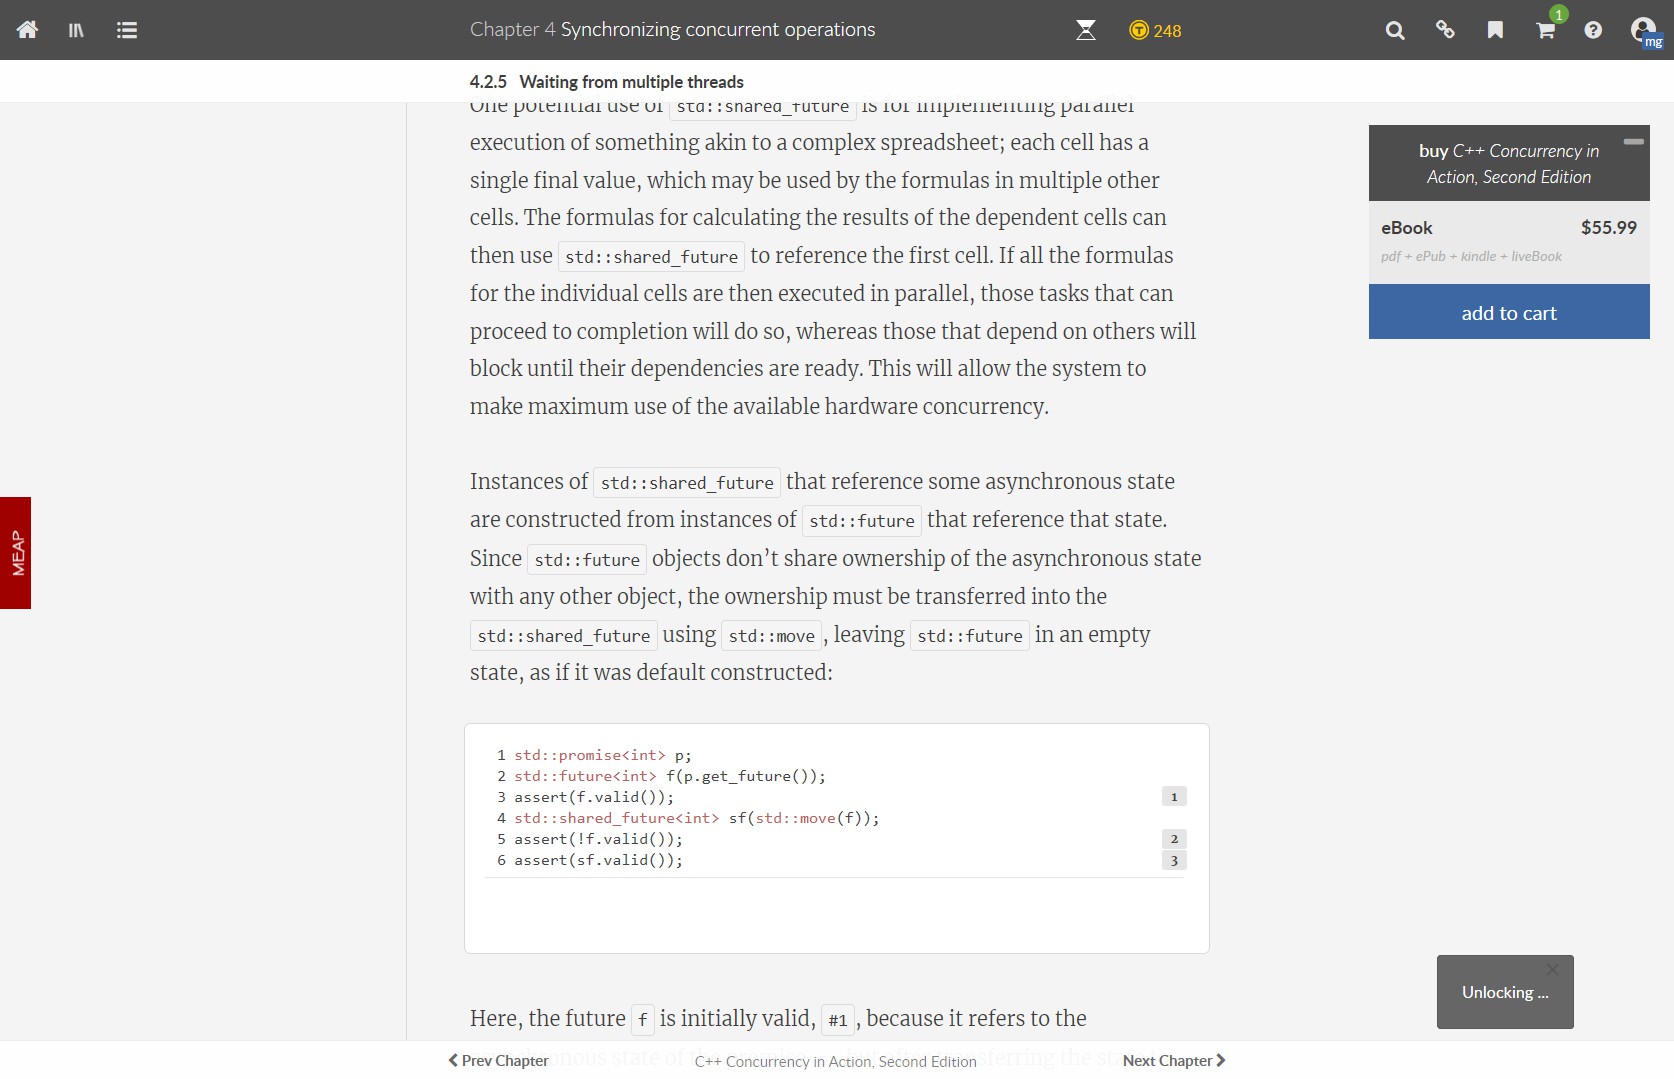 Chapter 4 Synchronizing concurrent operations
248
1
mg
4.2.5 Waiting from multiple threads
One potential use of std::shared_future is for implementing parallel
execution of something akin to a complex spreadsheet; each cell has a
single final value, which may be used by the formulas in multiple other
cells. The formulas for calculating the results of the dependent cells can
then use std::shared_future to reference the first cell. If all the formulas
for the individual cells are then executed in parallel, those tasks that can
proceed to completion will do so, whereas those that depend on others will
block until their dependencies are ready. This will allow the system to
make maximum use of the available hardware concurrency.
Instances of std::shared_future that reference some asynchronous state
are constructed from instances of std::future that reference that state.
Since std::future objects don’t share ownership of the asynchronous state
with any other object, the ownership must be transferred into the
std::shared_future using std::move, leaving std::future in an empty
state, as if it was default constructed:
1 std::promise<int> p;
2 std::future<int> f(p.get_future());
3 assert(f.valid()); 1
4 std::shared_future<int> sf(std::move(f));
5 assert(!f.valid()); 2
6 assert(sf.valid()); 3
Here, the future f is initially valid, #1, because it refers to the
buy C++ Concurrency in
Action, Second Edition
eBook $55.99
pdf + ePub + kindle + liveBook
add to cart
MEAP
Unlocking ...
Prev Chapter
C++ Concurrency in Action, Second Edition
Next Chapter